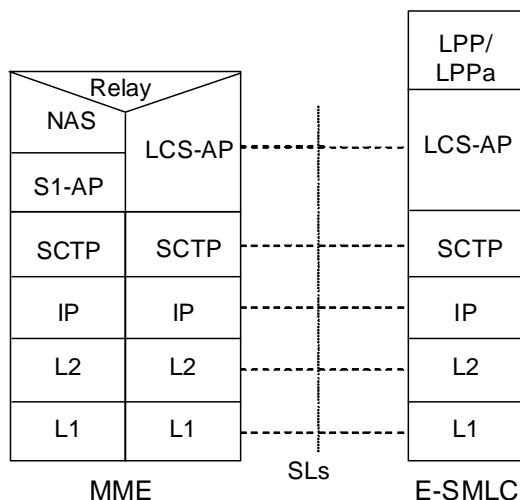 LPP/
LPPa
Relay
NAS
LCS-AP
LCS-AP
S1-AP
SCTP
SCTP
SCTP
IP
IP
IP
L2
L2
L2
L1
L1
L1
SLs
MME
E-SMLC